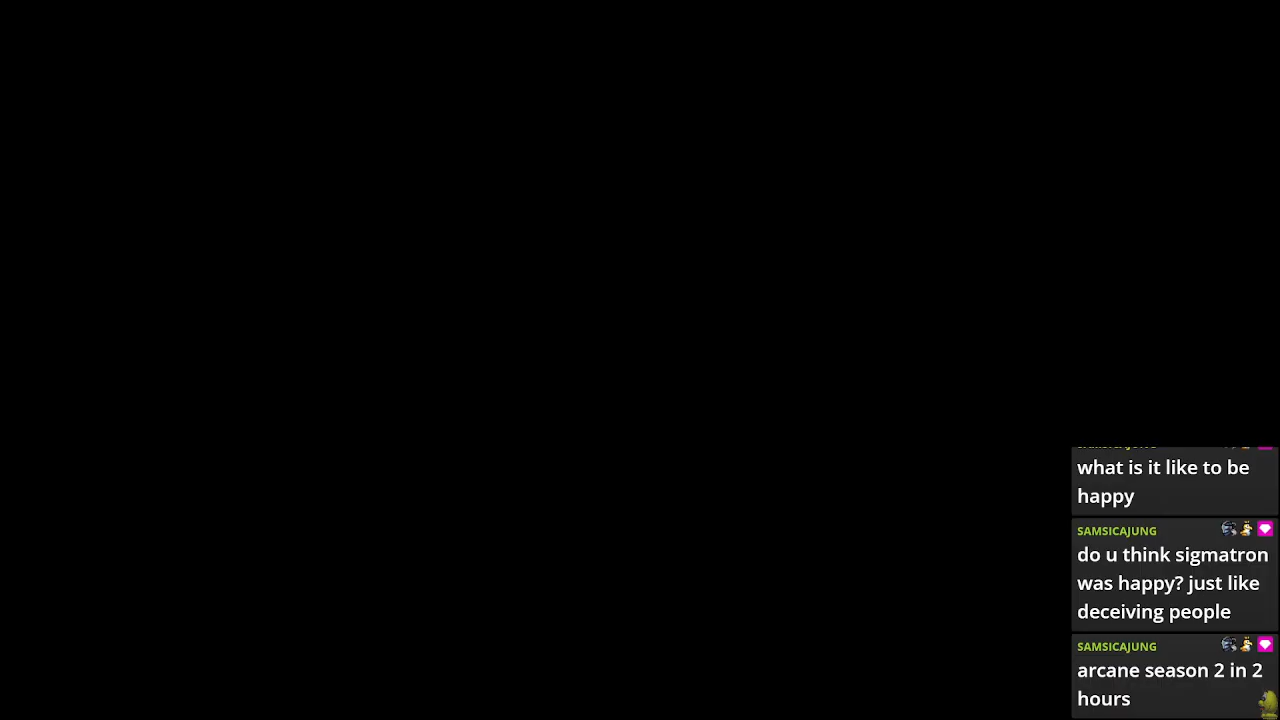 what is it like to be
happy
SAMSICAJUNG
do u think sigmatron
was happy? just like
deceiving people
SAMSICAJUNG
arcane season 2 in 2
hours